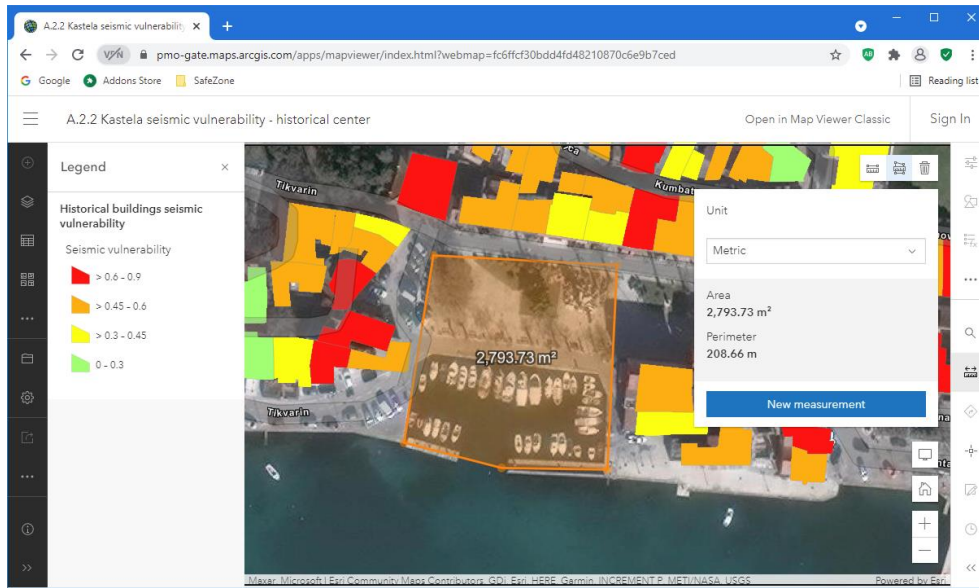 A.2.2 Kastela seismic vulnerabilit
VPN
pmo-gate.maps.arcgis.com/apps/mapviewer/index.html?webmap=fc6ffcf30bdd4fd48210870c6e9b7ced
Google Addons Store SafeZone Reading list
A.2.2 Kastela seismic vulnerability - historical center Open in Map Viewer Classic Sign In
Legend
Historical buildings seismic
vulnerability
Seismic vulnerability
> 0.6 - 0.9
> 0.45 - 0.6
> 0.3 - 0.45
0 - 0.3
Tikvarin
Kumbat
Unit
Metric
Area
2,793.73 m²
Perimeter
208.66 m
New measurement
2,793.73 m²
Tikvarin
Maxar, Microsoft | Esri Community Maps Contributors, GDi, Esri, HERE, Garmin, INCREMENT P, METI/NASA, USGS Powered by Esri